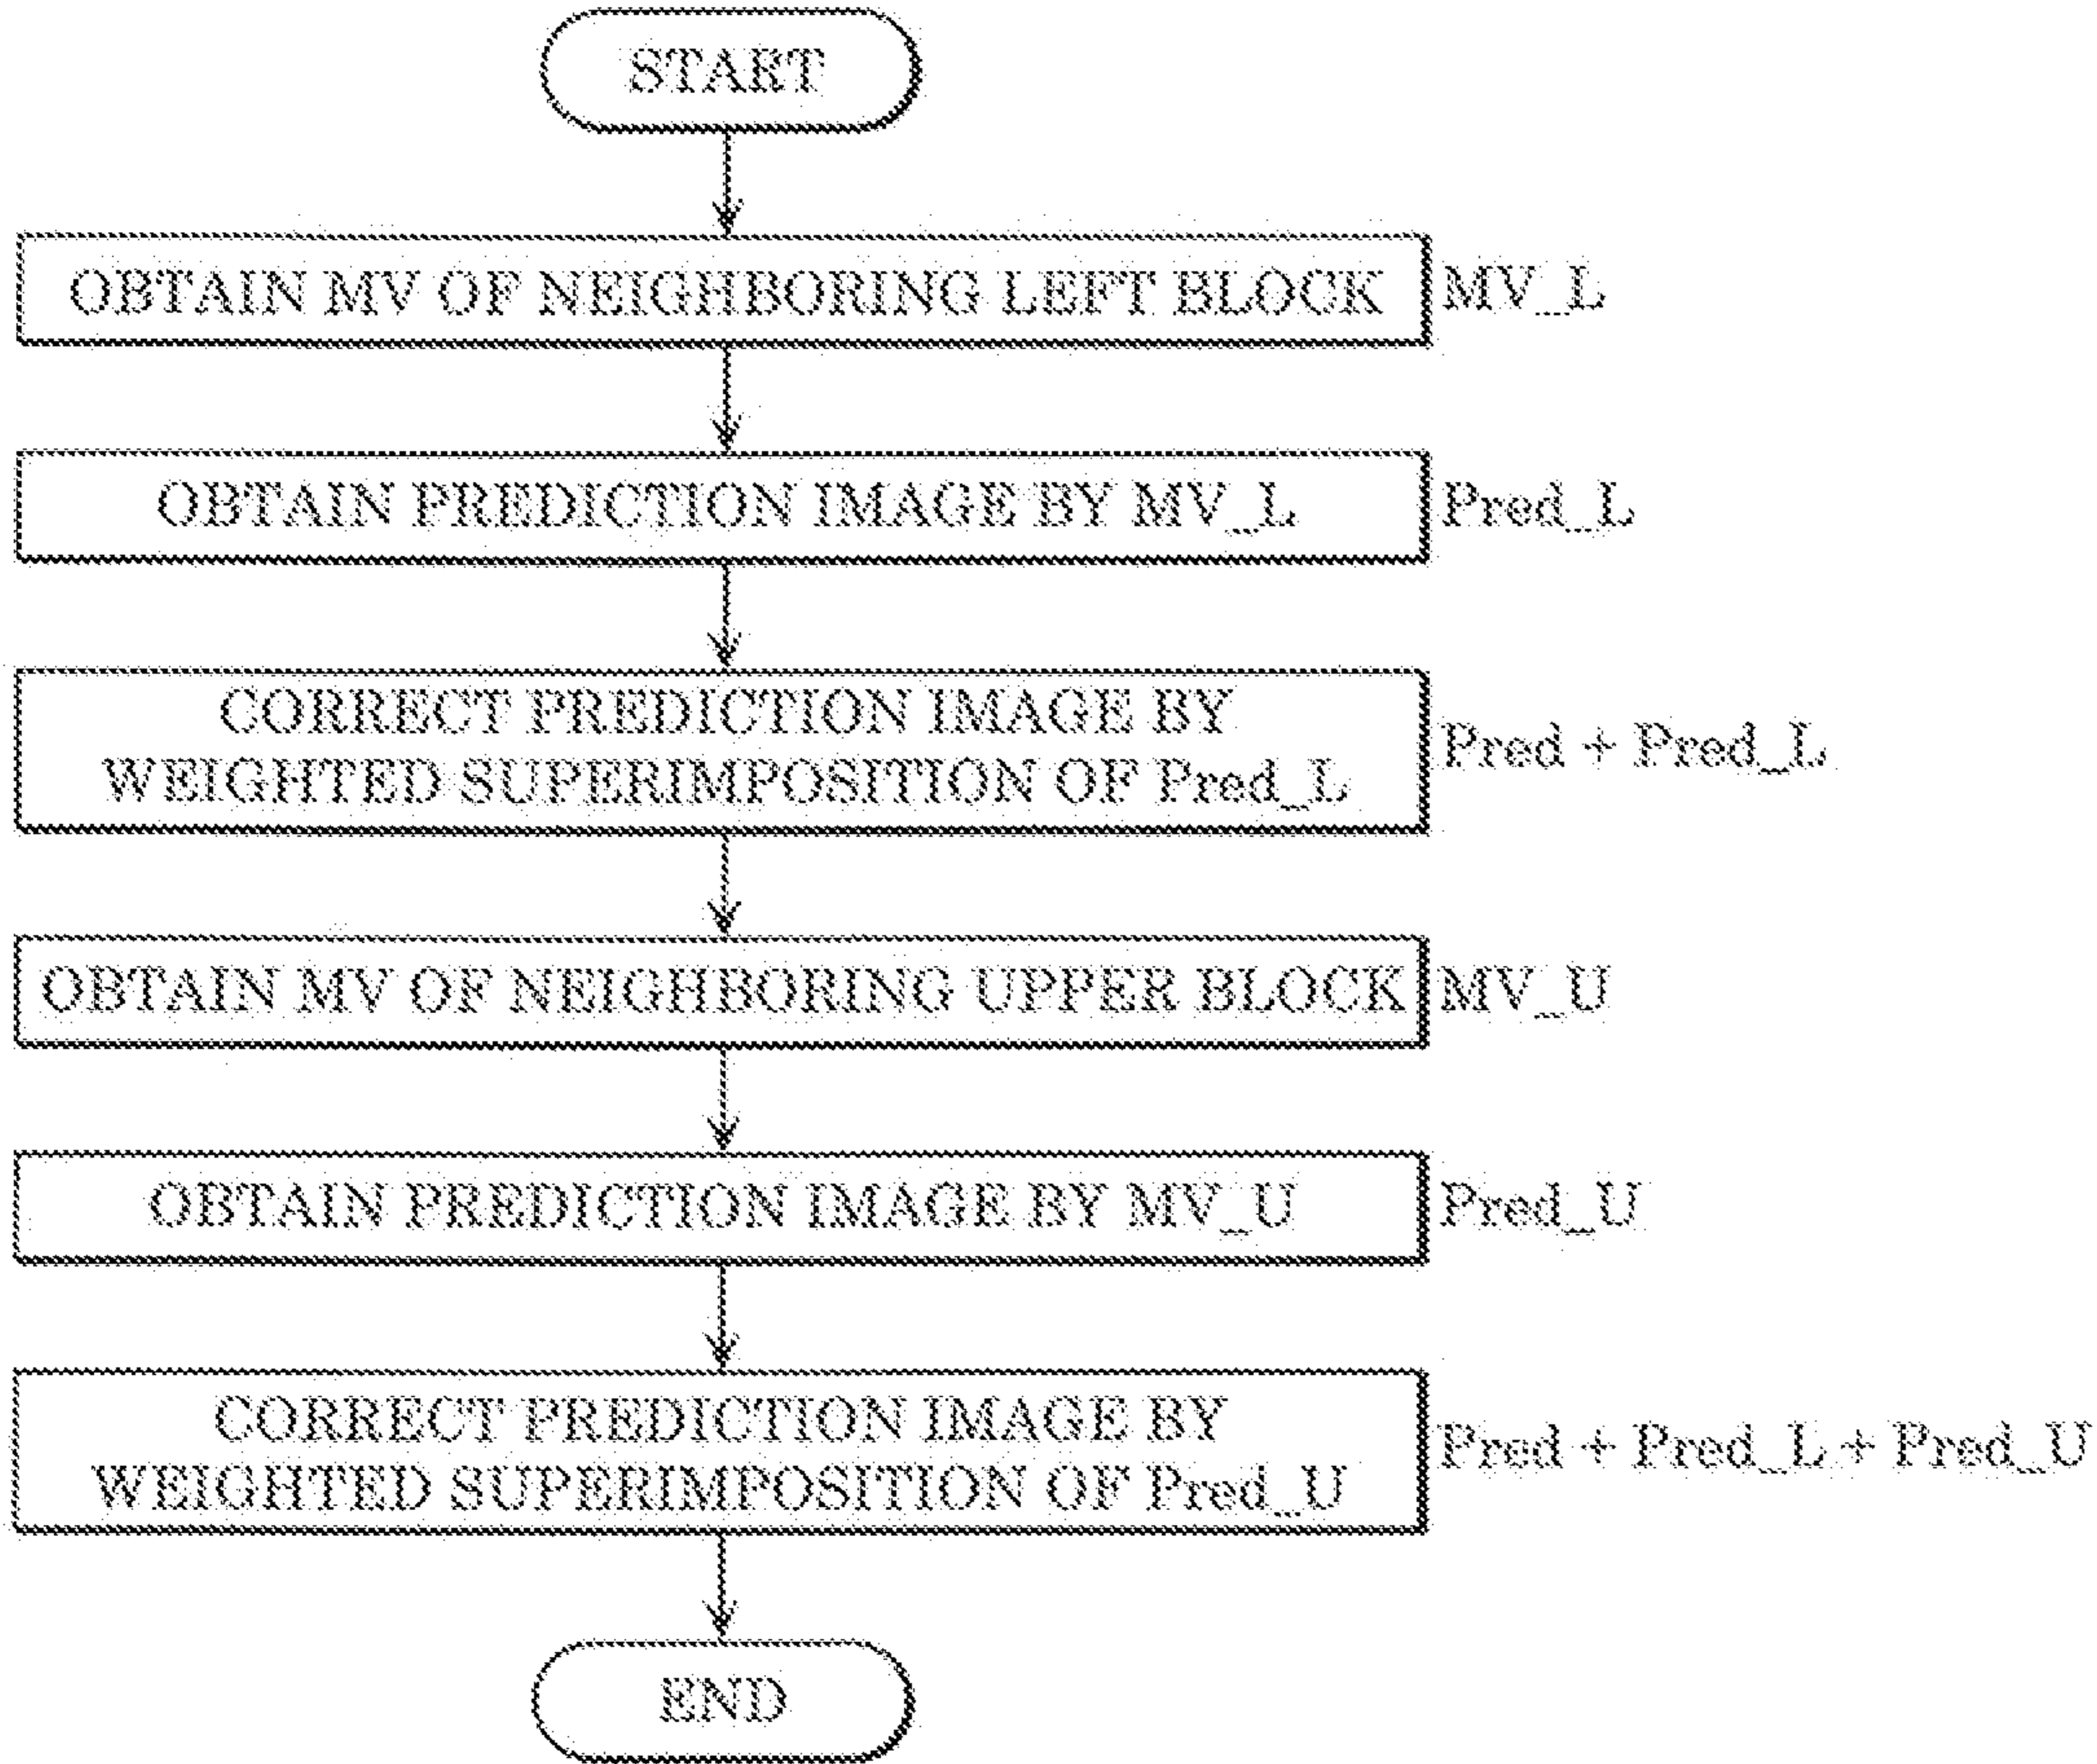 START
OBTAIN MV OF NEIGHBORING LEFT BLOCK MV_L
OBTAIN PREDICTION IMAGE BY MV_L Pred_L
CORRECT PREDICTION IMAGE BY
WEIGHTED SUPERIMPOSITION OF Pred_L
Pred + Pred_L
OBTAIN MV OF NEIGHBORING UPPER BLOCK MV_U
OBTAIN PREDICTION IMAGE BY MV_U Pred_U
CORRECT PREDICTION IMAGE BY
WEIGHTED SUPERIMPOSITION OF Pred_U
Pred + Pred_L + Pred_U
END